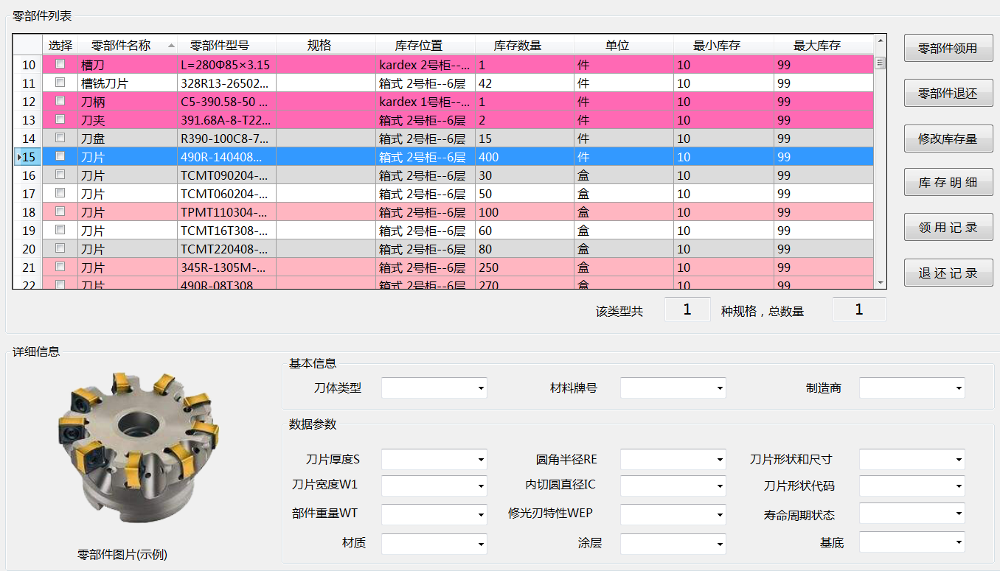 零部件列表
选择 零部件名称 零部件型号 规格 库存位置 库存数量 单位 最小库存 最大库存
10 槽刀 L=280Φ85×3.15 kardex 2号柜--... 1 件 10 99
11 槽铣刀片 328R13-26502... 箱式 2号柜--6层 42 件 10 99
12 刀柄 C5-390.58-50 ... kardex 1号柜--... 1 件 10 99
13 刀夹 391.68A-8-T22... 箱式 2号柜--6层 2 件 10 99
14 刀盘 R390-100C8-7... 箱式 2号柜--6层 15 件 10 99
15 刀片 490R-140408... 箱式 2号柜--6层 400 件 10 99
16 刀片 TCMT090204-... 箱式 2号柜--6层 30 盒 10 99
17 刀片 TCMT060204-... 箱式 2号柜--6层 50 盒 10 99
18 刀片 TPMT110304-... 箱式 2号柜--6层 100 盒 10 99
19 刀片 TCMT16T308-... 箱式 2号柜--6层 60 盒 10 99
20 刀片 TCMT220408-... 箱式 2号柜--6层 80 盒 10 99
21 刀片 345R-1305M-... 箱式 2号柜--6层 250 盒 10 99
22 刀片 490R-08T308 箱式 2号柜--6层 270 盒 10 99
零部件领用
零部件退还
修改库存量
库存明细
领用记录
退还记录
该类型共 1 种规格，总数量 1
详细信息
零部件图片(示例)
基本信息
刀体类型 材料牌号 制造商
数据参数
刀片厚度S 圆角半径RE 刀片形状和尺寸
刀片宽度W1 内切圆直径IC 刀片形状代码
部件重量WT 修光刃特性WEP 寿命周期状态
材质 涂层 基底